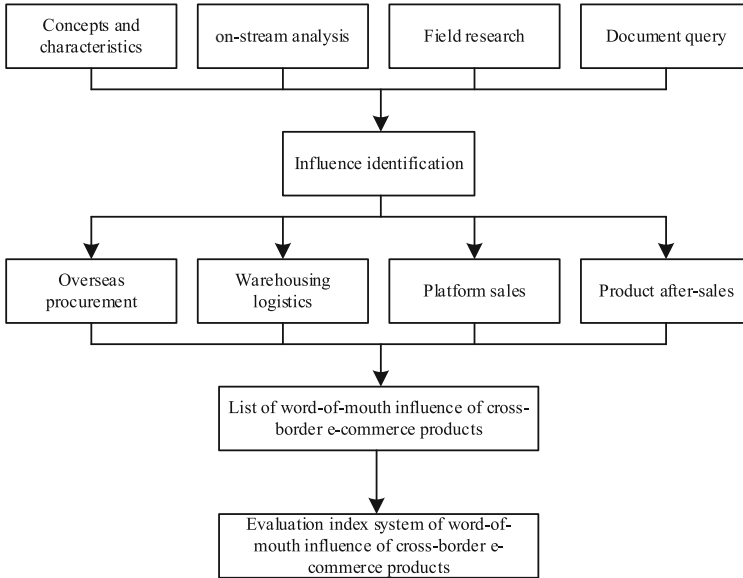 Concepts and
characteristics
on-stream analysis
Field research
Document query
Influence identification
Overseas
procurement
Warehousing
logistics
Platform sales
Product after-sales
List of word-of-mouth influence of cross-
border e-commerce products
Evaluation index system of word-of-
mouth influence of cross-border e-
commerce products